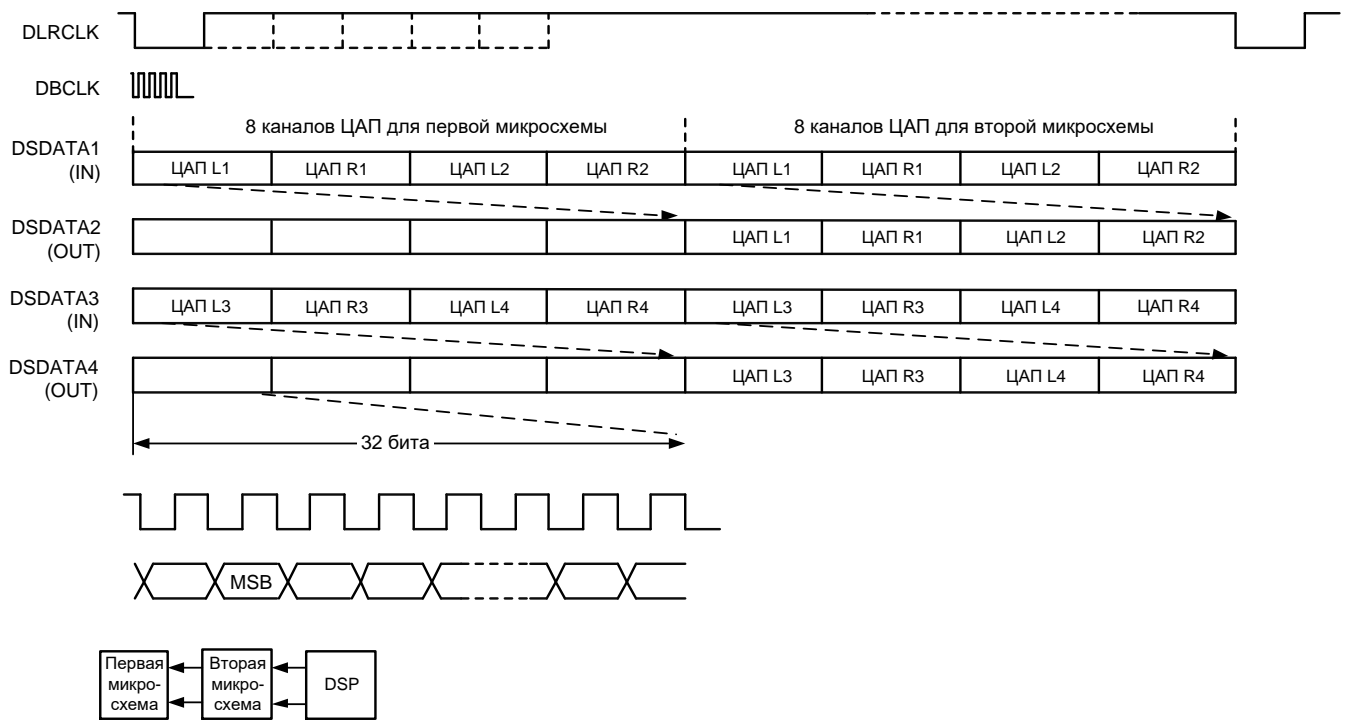 DLRCLK
DBCLK
8 каналов ЦАП для первой микросхемы
8 каналов ЦАП для второй микросхемы
DSDATA1
(IN)
ЦАП L1
ЦАП R1
ЦАП L2
ЦАП R2
ЦАП L1
ЦАП R1
ЦАП L2
ЦАП R2
DSDATA2
(OUT)
ЦАП L1
ЦАП R1
ЦАП L2
ЦАП R2
DSDATA3
(IN)
ЦАП L3
ЦАП R3
ЦАП L4
ЦАП R4
ЦАП L3
ЦАП R3
ЦАП L4
ЦАП R4
DSDATA4
(OUT)
ЦАП L3
ЦАП R3
ЦАП L4
ЦАП R4
32 бита
MSB
Первая
микро-
схема
Вторая
микро-
схема
DSP